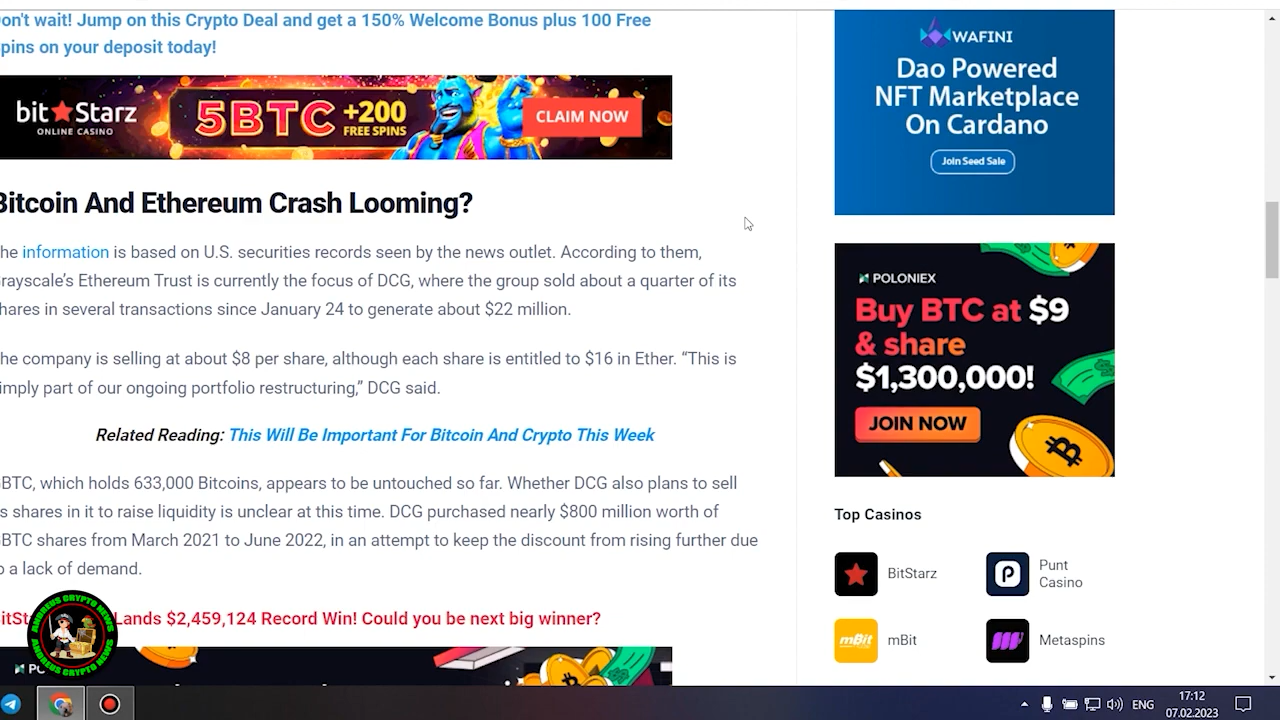 on't wait! Jump on this Crypto Deal and get a 150% Welcome Bonus plus 100 Free
pins on your deposit today!
bit Starz
ONLINE CASINO
5BTC +200
FREE SPINS
CLAIM NOW
Bitcoin And Ethereum Crash Looming?
he information is based on U.S. securities records seen by the news outlet. According to them,
rayscale’s Ethereum Trust is currently the focus of DCG, where the group sold about a quarter of its
hares in several transactions since January 24 to generate about $22 million.
he company is selling at about $8 per share, although each share is entitled to $16 in Ether. “This is
imply part of our ongoing portfolio restructuring,” DCG said.
Related Reading: This Will Be Important For Bitcoin And Crypto This Week
BTC, which holds 633,000 Bitcoins, appears to be untouched so far. Whether DCG also plans to sell
s shares in it to raise liquidity is unclear at this time. DCG purchased nearly $800 million worth of
BTC shares from March 2021 to June 2022, in an attempt to keep the discount from rising further due
o a lack of demand.
itSt Lands $2,459,124 Record Win! Could you be next big winner?
ANDREUS CRYPTO NEWS
ANDREUS CRYPTO NEWS
WAFINI
Dao Powered
NFT Marketplace
On Cardano
Join Seed Sale
POLONIEX
Buy BTC at $9
& share
$1,300,000!
JOIN NOW
Top Casinos
BitStarz
Punt
Casino
mBit
mBit
Metaspins
ENG
17:12
07.02.2023